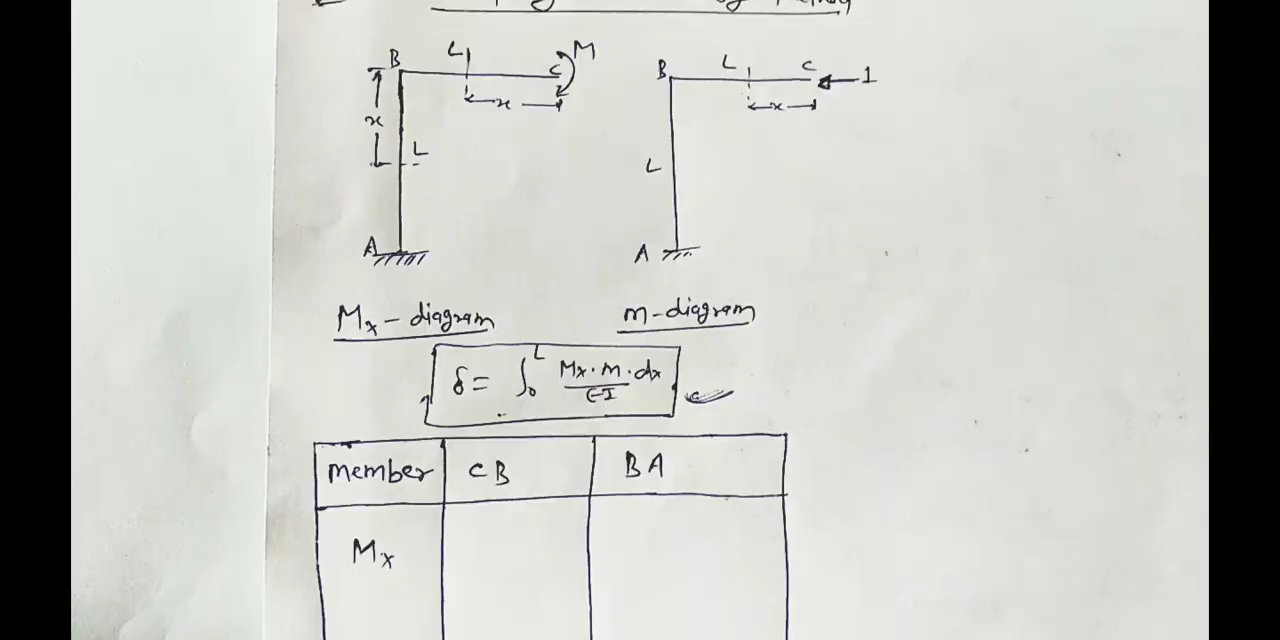 B L C M
x L
x
A
B L C 1
x
L
A
Mx - diagram
m-diagram
δ = ∫₀ᴸ Mx · m · dx / EI
member CB BA
Mx